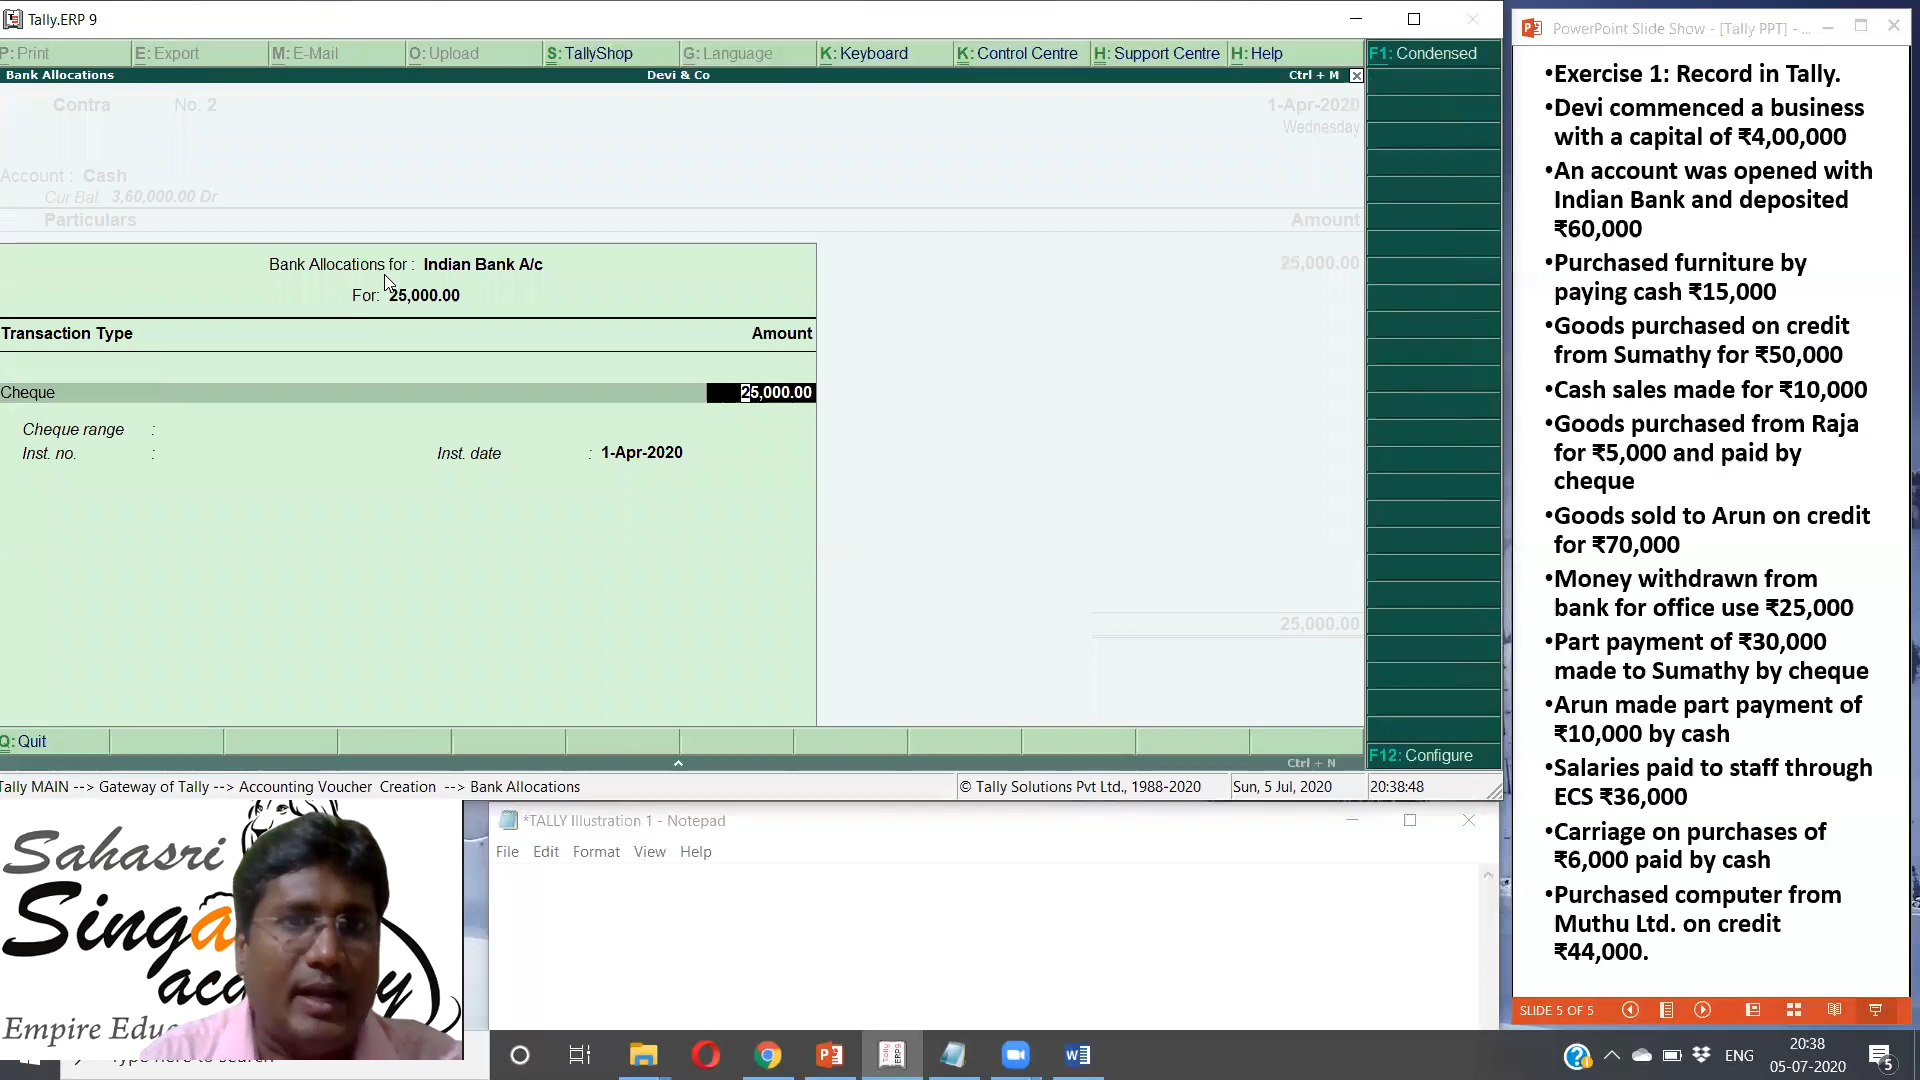 Tally.ERP 9
P: Print E: Export M: E-Mail O: Upload S: TallyShop G: Language K: Keyboard K: Control Centre H: Support Centre H: Help F1: Condensed
Bank Allocations Devi & Co Ctrl + M
Contra No. 2 1-Apr-2020
Wednesday
Account : Cash
Cur Bal: 3,60,000.00 Dr
Particulars Amount
Bank Allocations for : Indian Bank A/c 25,000.00
For: 25,000.00
Transaction Type Amount
Cheque 25,000.00
Cheque range :
Inst. no. : Inst. date : 1-Apr-2020
25,000.00
Q: Quit
F12: Configure
Ctrl + N
Tally MAIN --> Gateway of Tally --> Accounting Voucher Creation --> Bank Allocations © Tally Solutions Pvt Ltd., 1988-2020 Sun, 5 Jul, 2020 20:38:48
PowerPoint Slide Show - [Tally PPT] - ...
•Exercise 1: Record in Tally.
•Devi commenced a business
with a capital of ₹4,00,000
•An account was opened with
Indian Bank and deposited
₹60,000
•Purchased furniture by
paying cash ₹15,000
•Goods purchased on credit
from Sumathy for ₹50,000
•Cash sales made for ₹10,000
•Goods purchased from Raja
for ₹5,000 and paid by
cheque
•Goods sold to Arun on credit
for ₹70,000
•Money withdrawn from
bank for office use ₹25,000
•Part payment of ₹30,000
made to Sumathy by cheque
•Arun made part payment of
₹10,000 by cash
•Salaries paid to staff through
ECS ₹36,000
•Carriage on purchases of
₹6,000 paid by cash
•Purchased computer from
Muthu Ltd. on credit
₹44,000.
SLIDE 5 OF 5
*TALLY Illustration 1 - Notepad
File Edit Format View Help
Sahasri
Singa
aca y
Empire Edu
Type here to search
ENG
20:38
05-07-2020
5